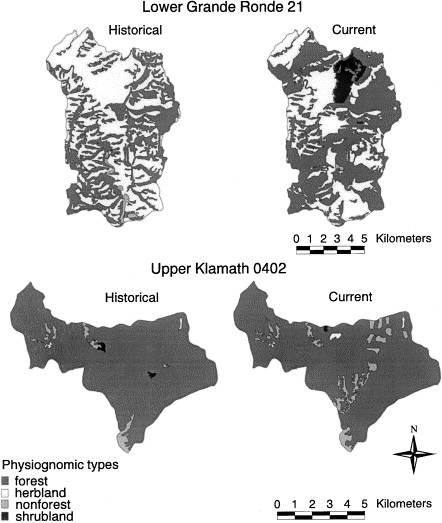 Lower Grande Ronde 21
Historical
Current
0 1 2 3 4 5 Kilometers
Upper Klamath 0402
Historical
Current
N
Physiognomic types
forest
herbland
nonforest
shrubland
0 1 2 3 4 5 Kilometers